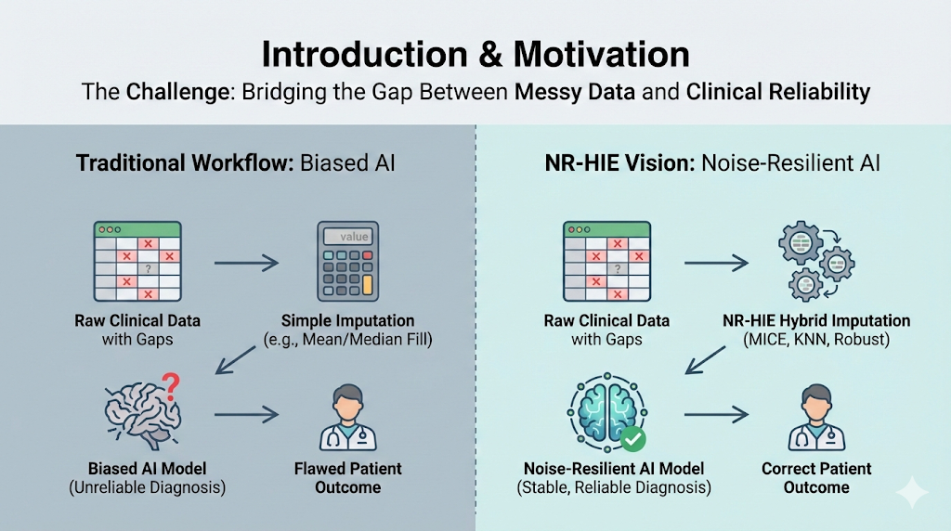 Introduction & Motivation
The Challenge: Bridging the Gap Between Messy Data and Clinical Reliability
Traditional Workflow: Biased AI
value
?
Raw Clinical Data
with Gaps
Simple Imputation
(e.g., Mean/Median Fill)
?
Biased AI Model
(Unreliable Diagnosis)
Flawed Patient
Outcome
NR-HIE Vision: Noise-Resilient AI
?
Raw Clinical Data
with Gaps
NR-HIE Hybrid Imputation
(MICE, KNN, Robust)
Noise-Resilient AI Model
(Stable, Reliable Diagnosis)
Correct Patient
Outcome